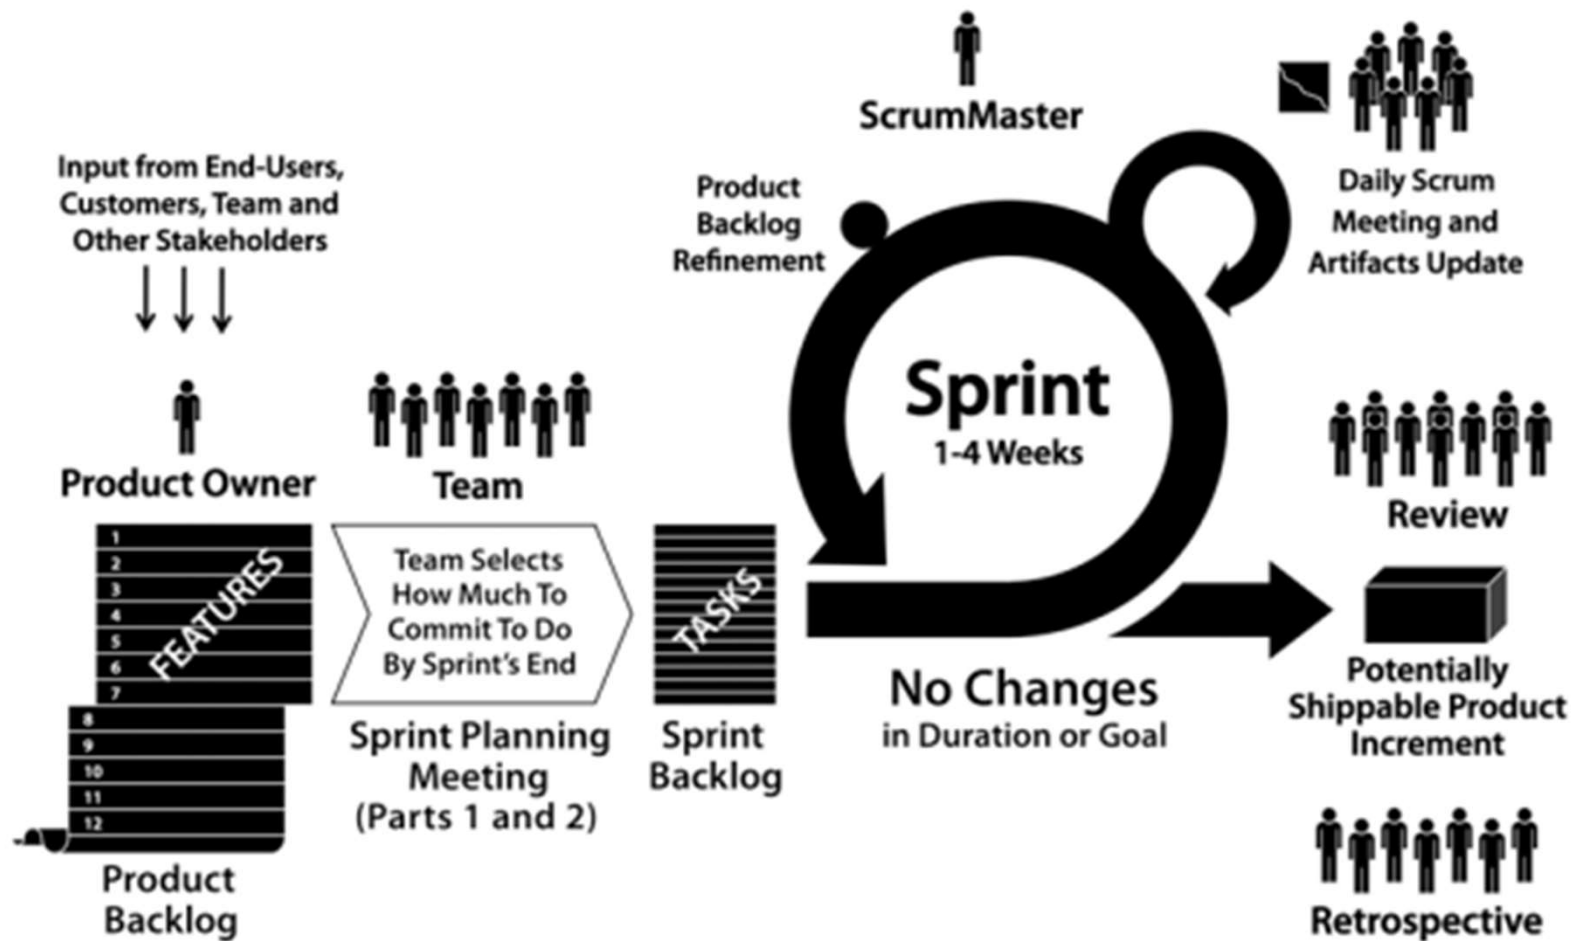 ScrumMaster
Input from End-Users,
Customers, Team and
Other Stakeholders
Product
Backlog
Refinement
Daily Scrum
Meeting and
Artifacts Update
Product Owner
Team
Sprint
1-4 Weeks
Review
1
2
3
4
5
6
7
FEATURES
8
9
10
11
12
Product
Backlog
Team Selects
How Much To
Commit To Do
By Sprint's End
Sprint Planning
Meeting
(Parts 1 and 2)
TASKS
Sprint
Backlog
No Changes
in Duration or Goal
Potentially
Shippable Product
Increment
Retrospective